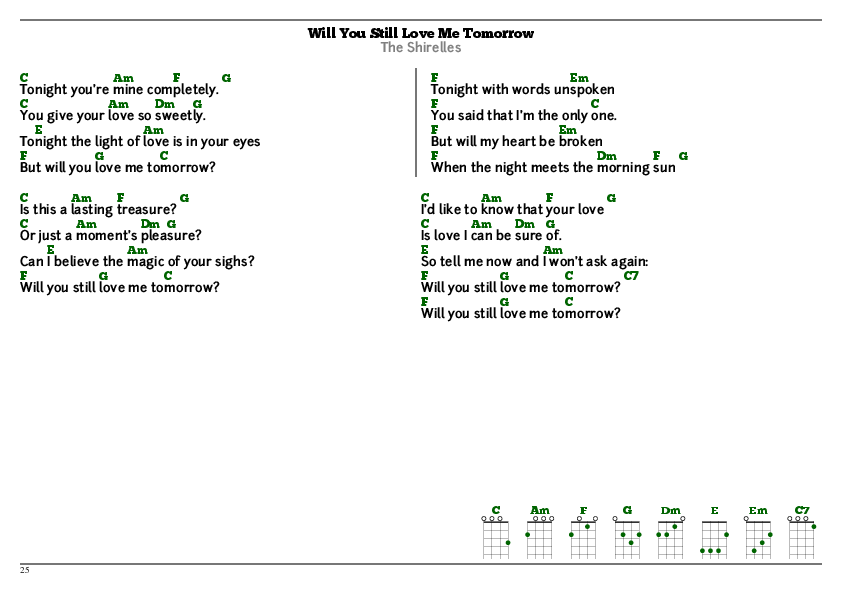 Will You Still Love Me Tomorrow
The Shirelles
C Am F G
Tonight you're mine completely.
C Am Dm G
You give your love so sweetly.
E Am
Tonight the light of love is in your eyes
F G C
But will you love me tomorrow?
C Am F G
Is this a lasting treasure?
C Am Dm G
Or just a moment's pleasure?
E Am
Can I believe the magic of your sighs?
F G C
Will you still love me tomorrow?
F Em
Tonight with words unspoken
F C
You said that I'm the only one.
F Em
But will my heart be broken
F Dm F G
When the night meets the morning sun
C Am F G
I'd like to know that your love
C Am Dm G
Is love I can be sure of.
E Am
So tell me now and I won't ask again:
F G C C7
Will you still love me tomorrow?
F G C
Will you still love me tomorrow?
C Am F G Dm E Em C7
25